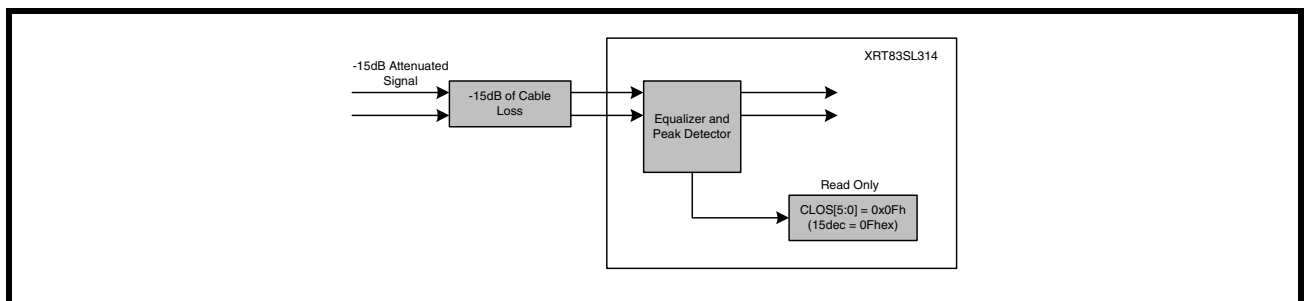 XRT83SL314
-15dB Attenuated
Signal
-15dB of Cable
Loss
Equalizer and
Peak Detector
Read Only
CLOS[5:0] = 0x0Fh
(15dec = 0Fhex)